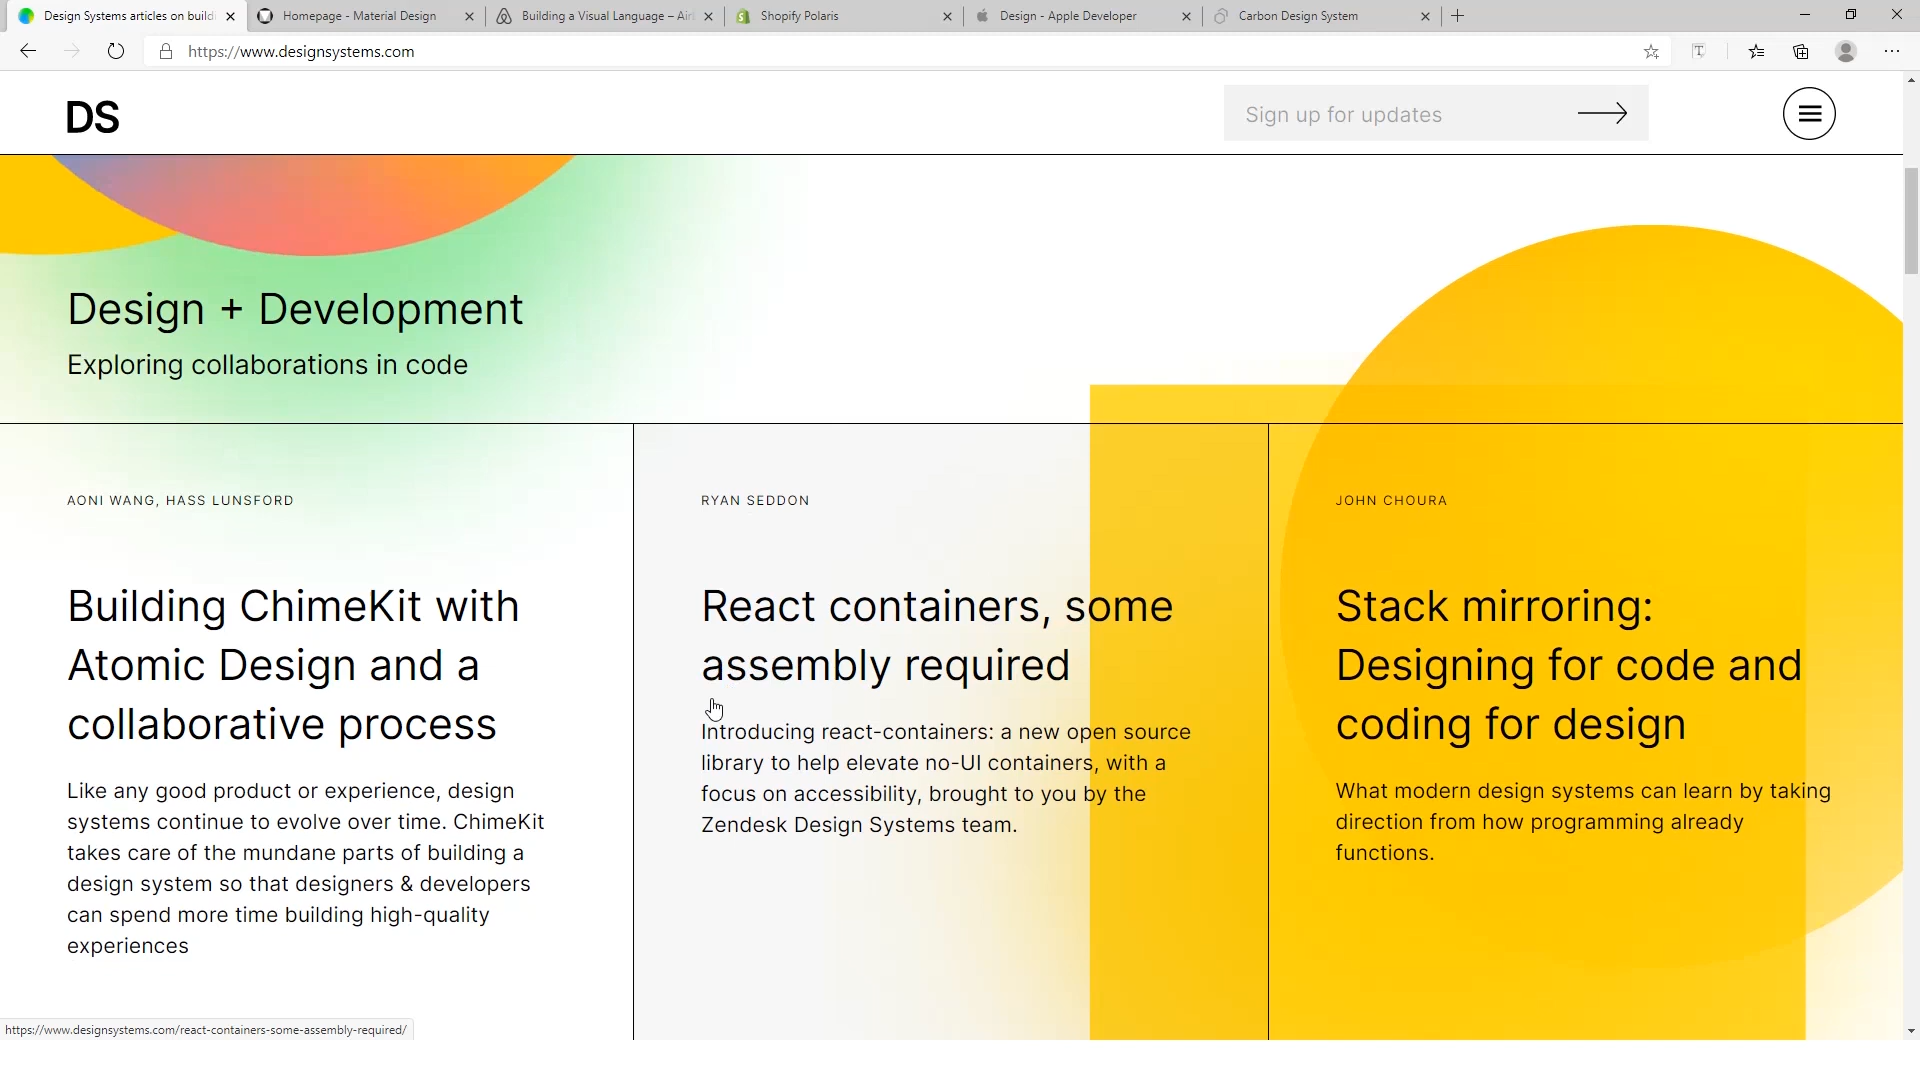 Design Systems articles on build
Homepage - Material Design
Building a Visual Language – Air
Shopify Polaris
Design - Apple Developer
Carbon Design System
https://www.designsystems.com
DS
Sign up for updates
Design + Development
Exploring collaborations in code
AONI WANG, HASS LUNSFORD
Building ChimeKit with
Atomic Design and a
collaborative process
Like any good product or experience, design
systems continue to evolve over time. ChimeKit
takes care of the mundane parts of building a
design system so that designers & developers
can spend more time building high-quality
experiences
RYAN SEDDON
React containers, some
assembly required
Introducing react-containers: a new open source
library to help elevate no-UI containers, with a
focus on accessibility, brought to you by the
Zendesk Design Systems team.
JOHN CHOURA
Stack mirroring:
Designing for code and
coding for design
What modern design systems can learn by taking
direction from how programming already
functions.
https://www.designsystems.com/react-containers-some-assembly-required/